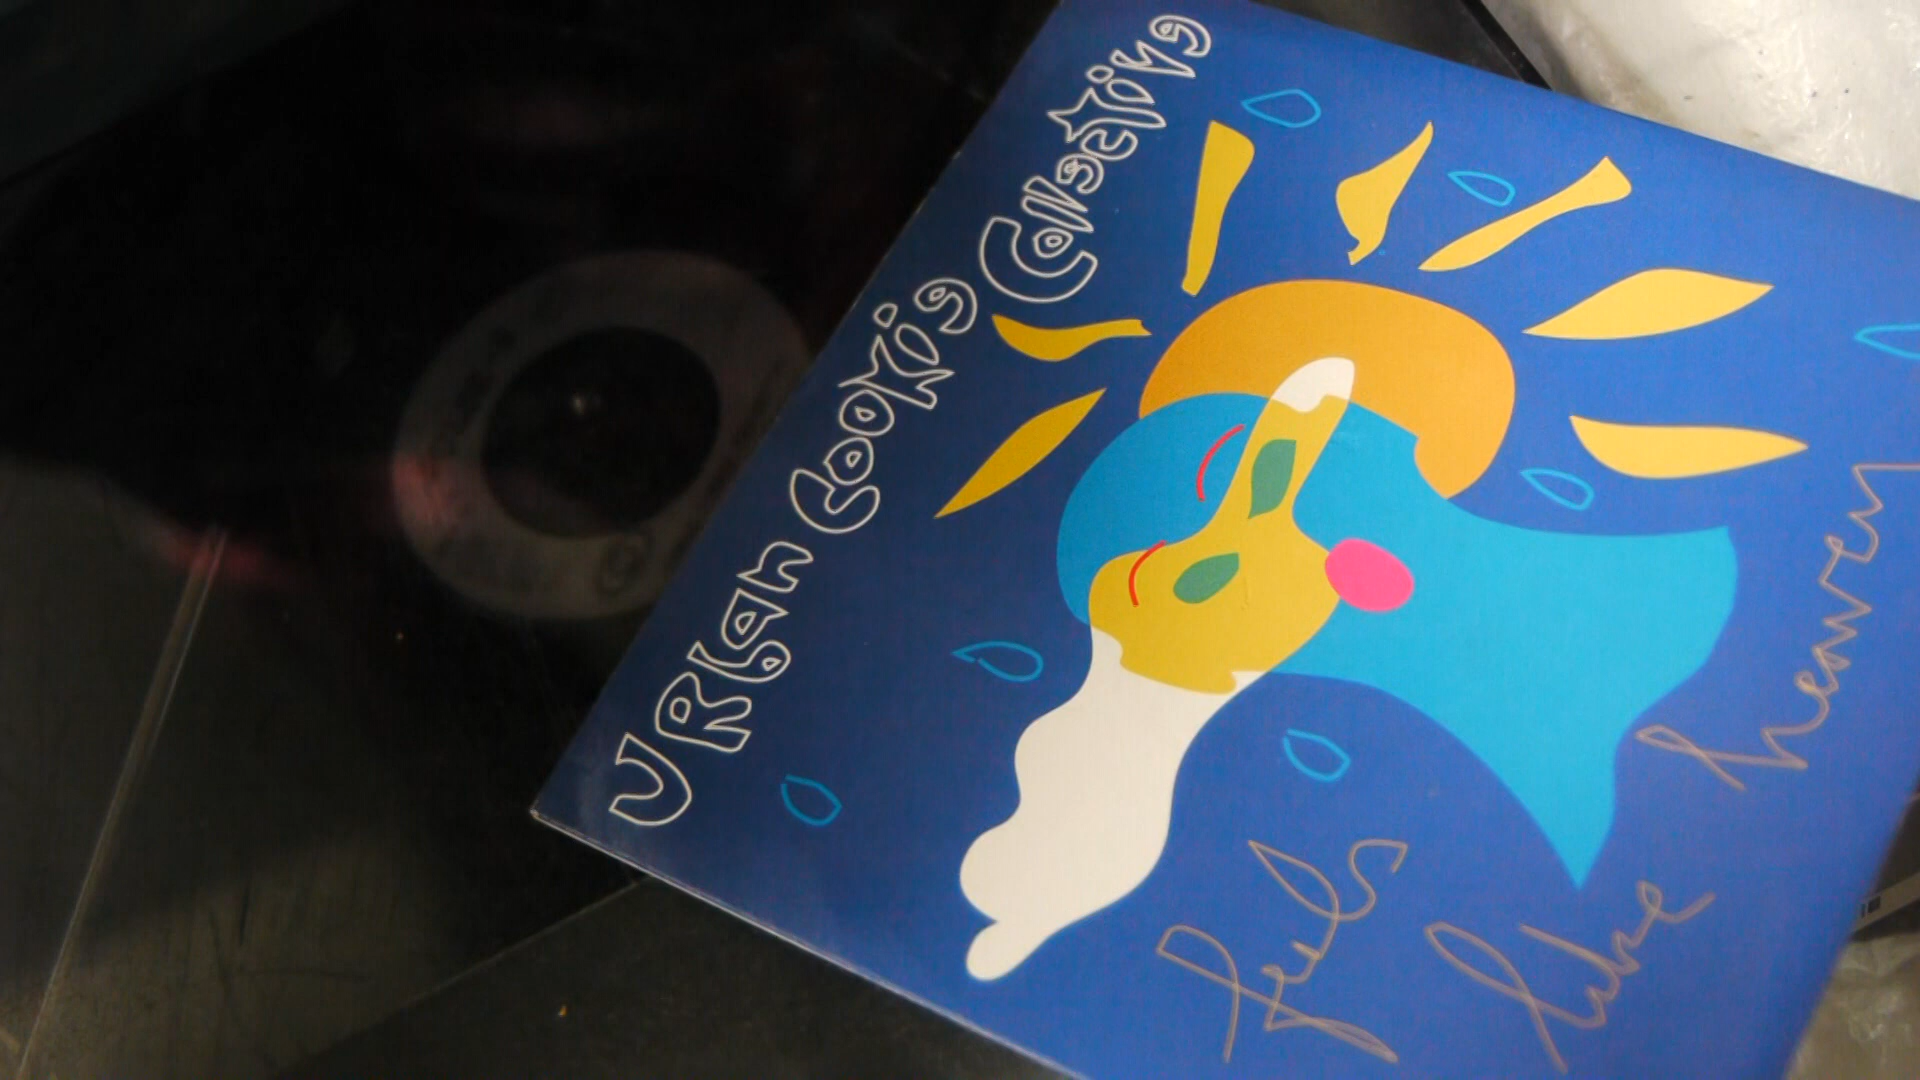 URban Cookie Collective
feels
like
heaven